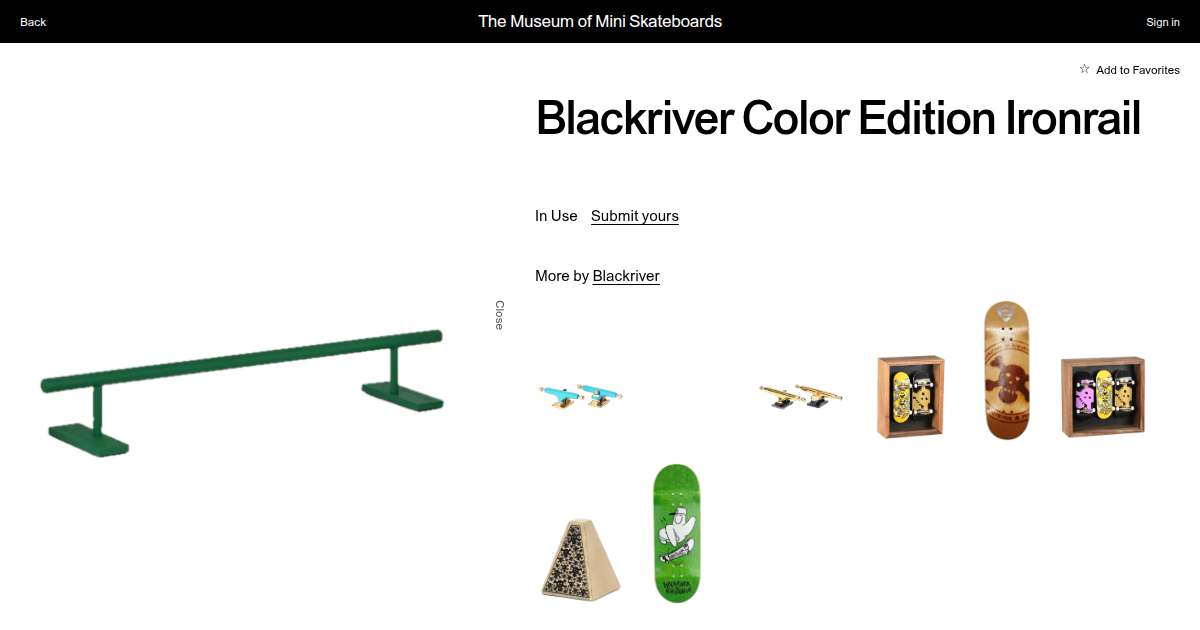 Back
The Museum of Mini Skateboards
Sign in
☆ Add to Favorites
Blackriver Color Edition Ironrail
In Use Submit yours
More by Blackriver
Close